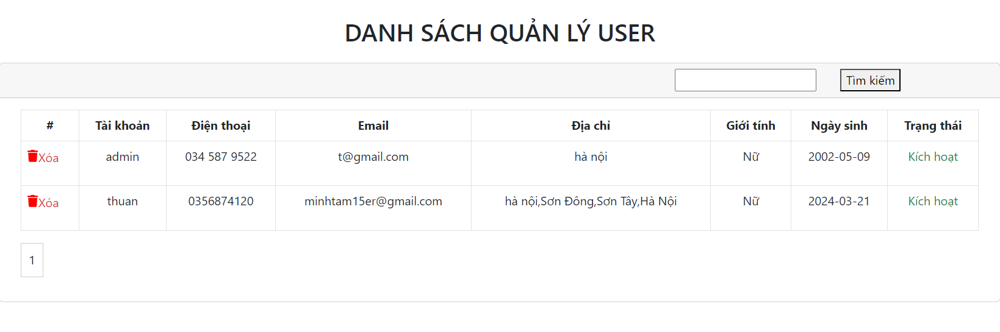 DANH SÁCH QUẢN LÝ USER
Tìm kiếm
# Tài khoản Điện thoại Email Địa chỉ Giới tính Ngày sinh Trạng thái
Xóa admin 034 587 9522 t@gmail.com hà nội Nữ 2002-05-09 Kích hoạt
Xóa thuan 0356874120 minhtam15er@gmail.com hà nội,Sơn Đông,Sơn Tây,Hà Nội Nữ 2024-03-21 Kích hoạt
1